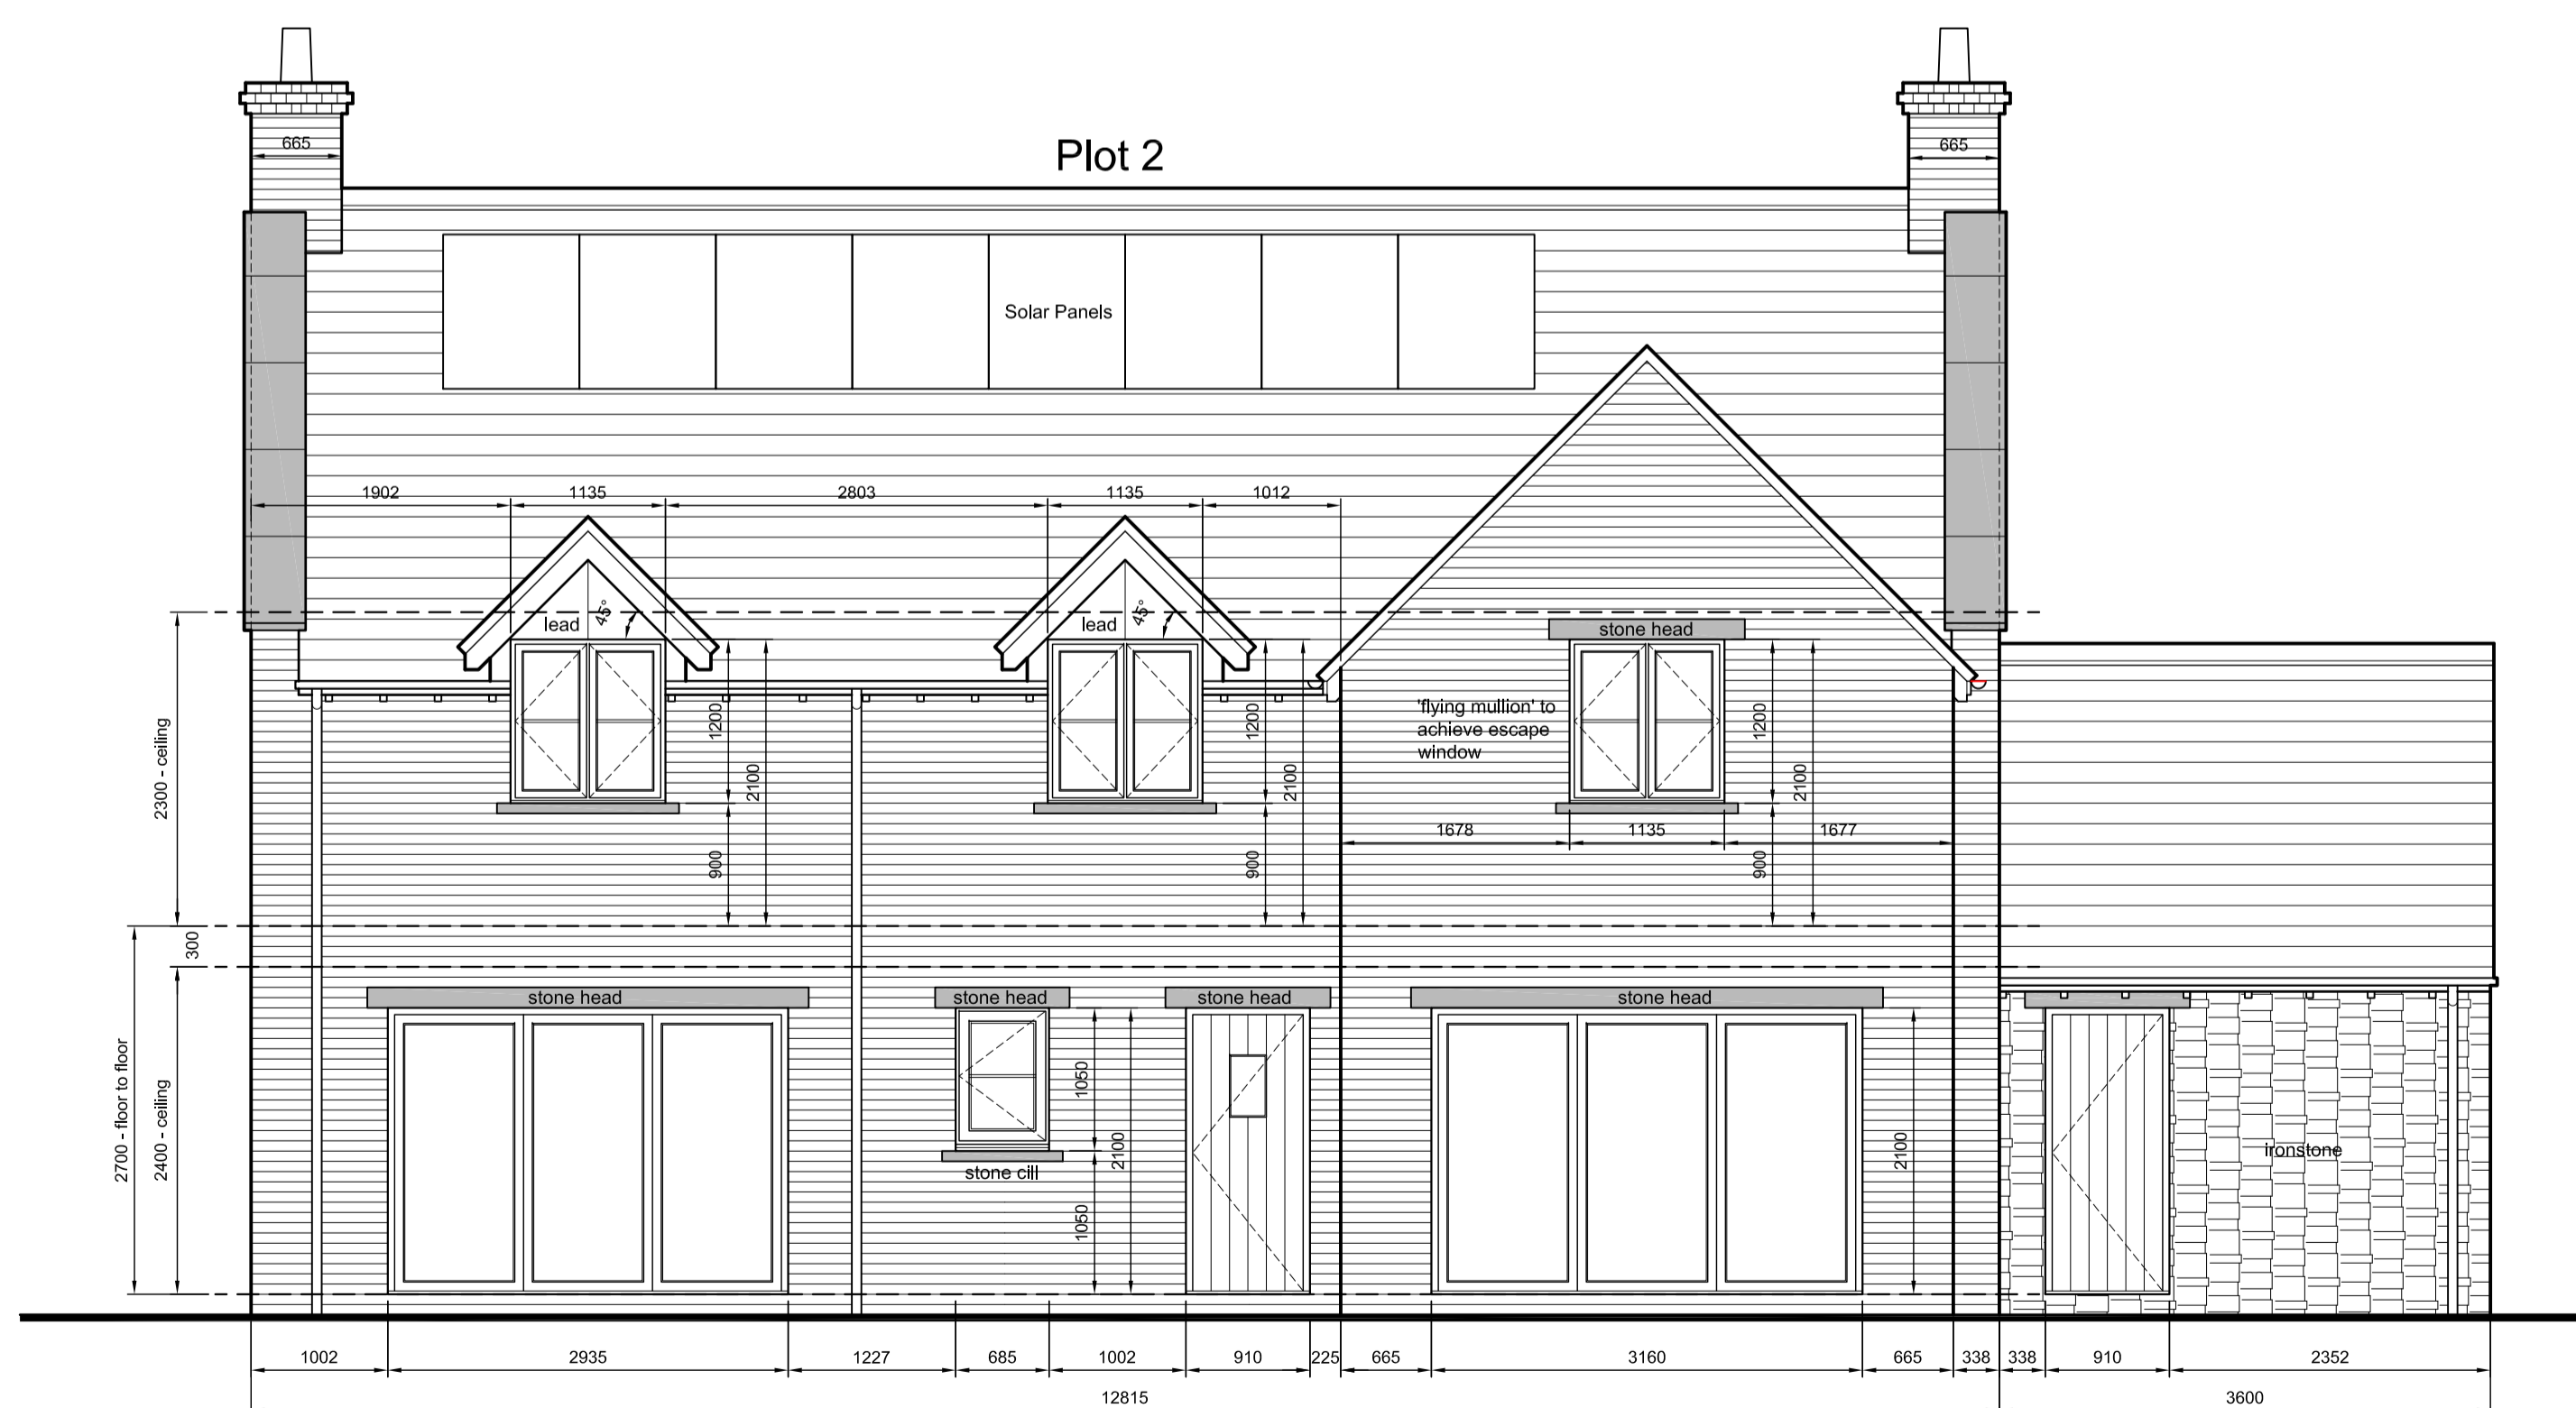 Plot 2
665
665
Solar Panels
1902
1135
2803
1135
1012
lead
45°
lead
45°
stone head
'flying mullion' to
achieve escape
window
1200
2100
900
1200
2100
900
1200
2100
900
1678
1135
1677
2300 - ceiling
300
2700 - floor to floor
2400 - ceiling
stone head
stone head
stone head
stone head
1050
2100
1050
stone cill
2100
ironstone
1002
2935
1227
685
1002
910
225
665
3160
665
338
338
910
2352
12815
3600